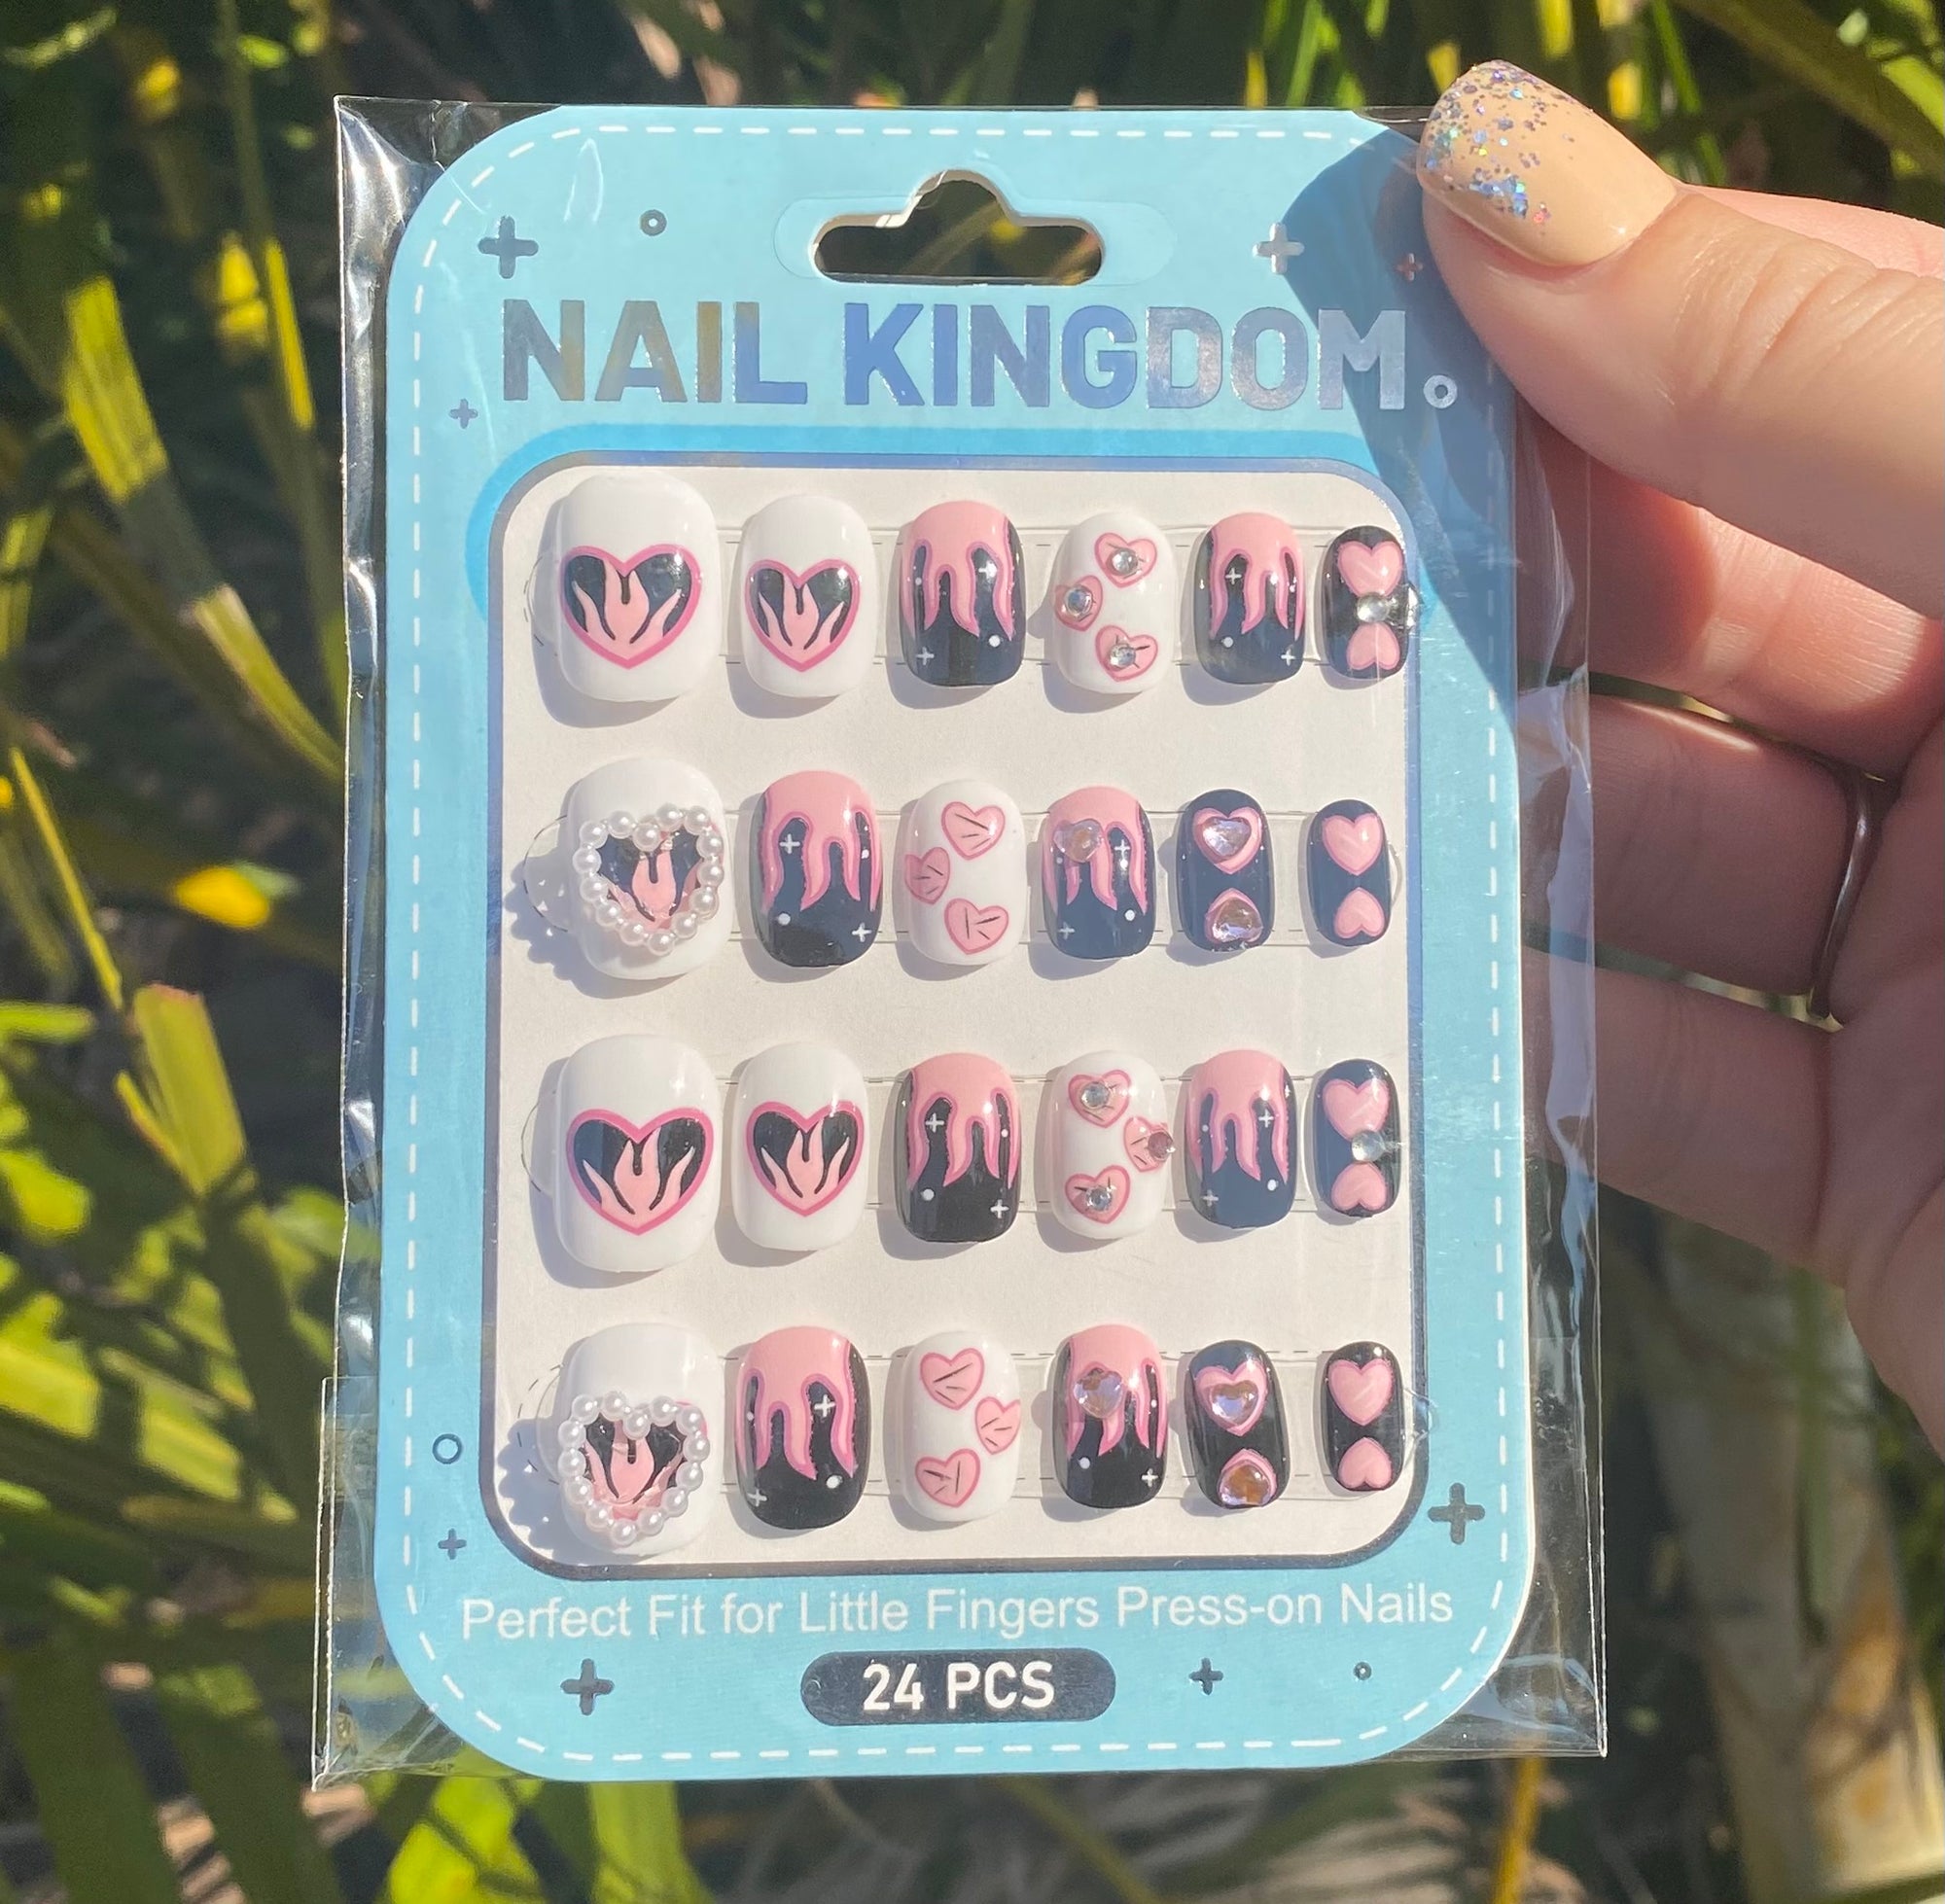 NAIL KINGDOM
Perfect Fit for Little Fingers Press-on Nails
24 PCS